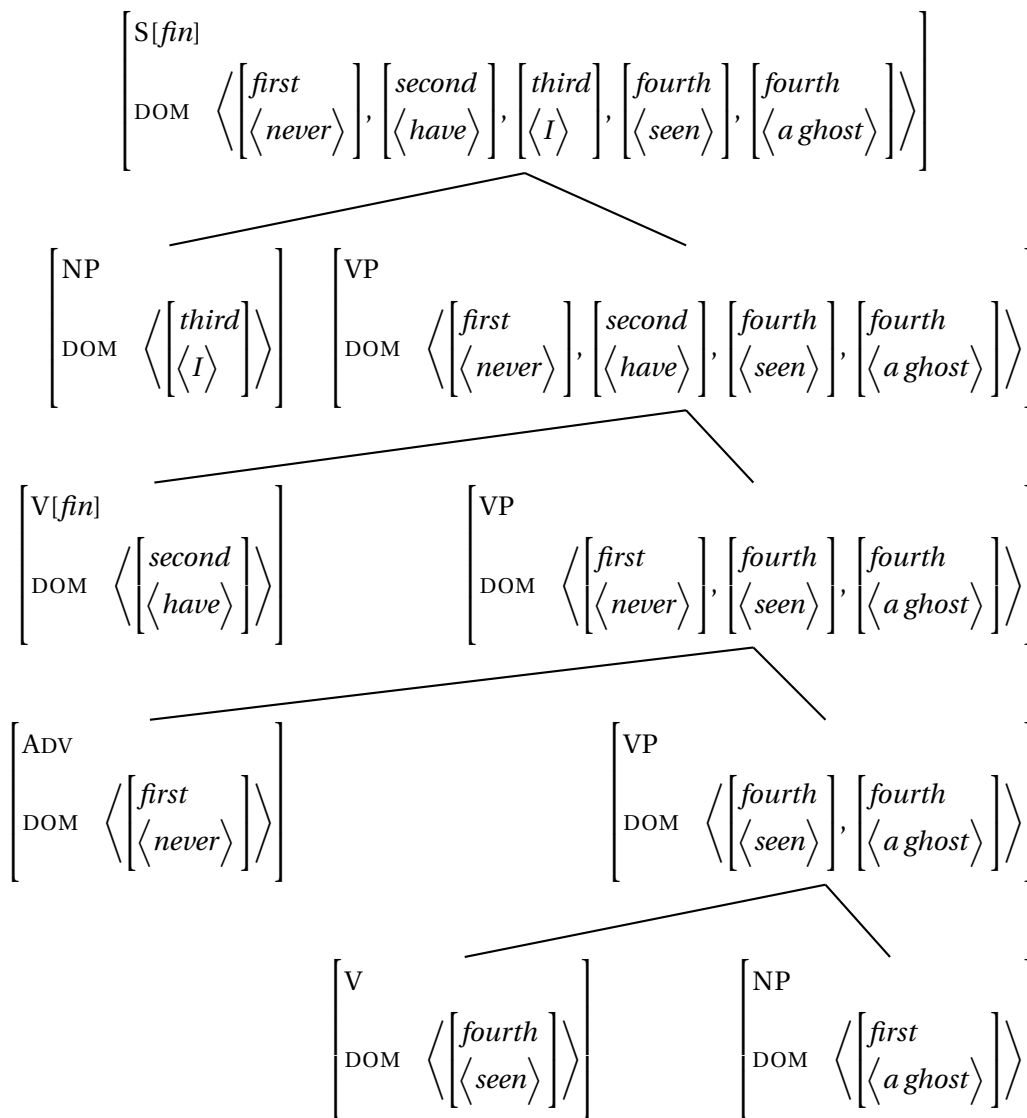 S[fin]
DOM ⟨[first ⟨never⟩], [second ⟨have⟩], [third ⟨I⟩], [fourth ⟨seen⟩], [fourth ⟨a ghost⟩]⟩
NP
DOM ⟨[third ⟨I⟩]⟩
VP
DOM ⟨[first ⟨never⟩], [second ⟨have⟩], [fourth ⟨seen⟩], [fourth ⟨a ghost⟩]⟩
V[fin]
DOM ⟨[second ⟨have⟩]⟩
VP
DOM ⟨[first ⟨never⟩], [fourth ⟨seen⟩], [fourth ⟨a ghost⟩]⟩
ADV
DOM ⟨[first ⟨never⟩]⟩
VP
DOM ⟨[fourth ⟨seen⟩], [fourth ⟨a ghost⟩]⟩
V
DOM ⟨[fourth ⟨seen⟩]⟩
NP
DOM ⟨[first ⟨a ghost⟩]⟩